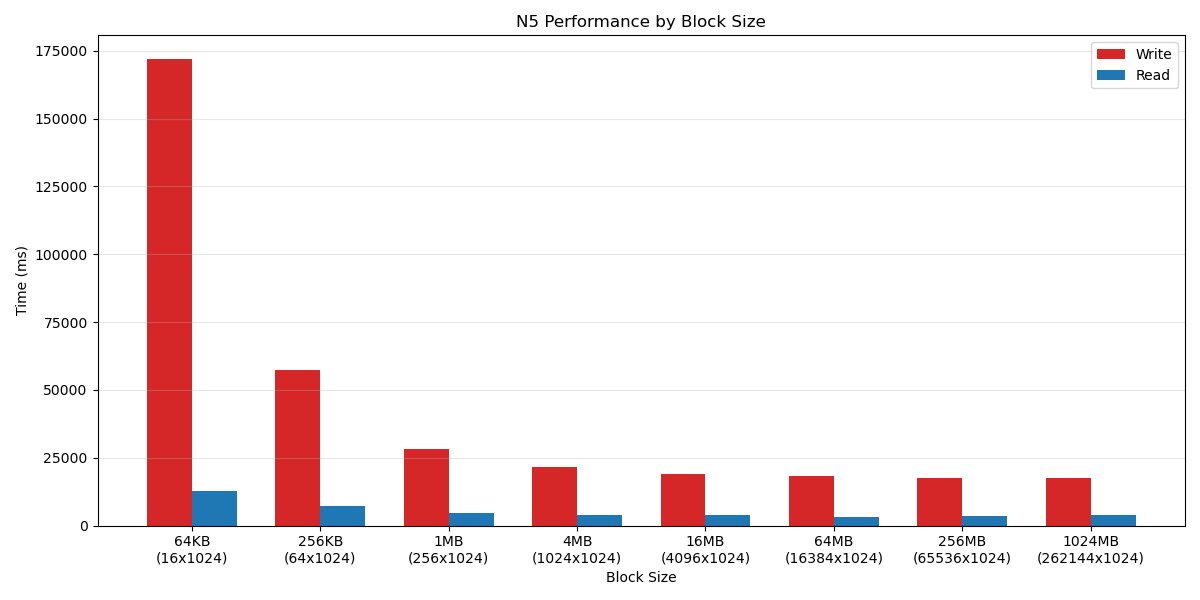 N5 Performance by Block Size
Write
Read
175000
150000
125000
100000
75000
50000
25000
0
Time (ms)
64KB
(16x1024)
256KB
(64x1024)
1MB
(256x1024)
4MB
(1024x1024)
16MB
(4096x1024)
64MB
(16384x1024)
256MB
(65536x1024)
1024MB
(262144x1024)
Block Size